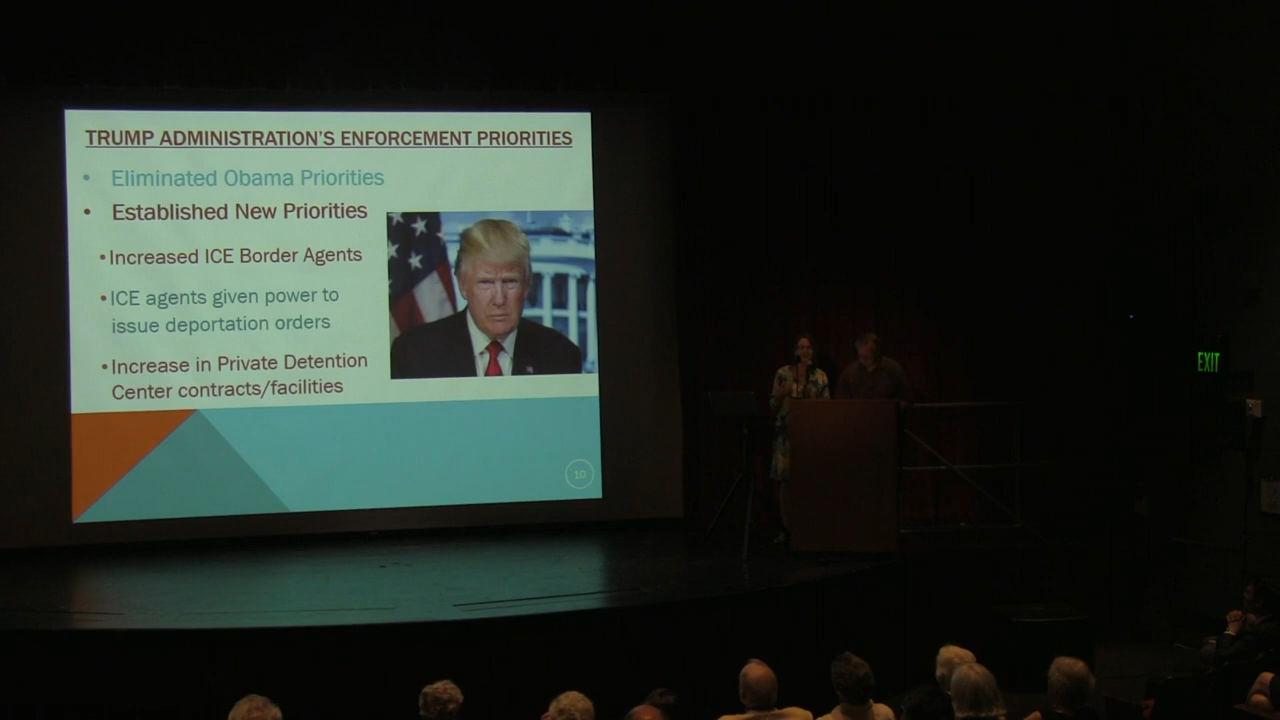 TRUMP ADMINISTRATION'S ENFORCEMENT PRIORITIES
• Eliminated Obama Priorities
• Established New Priorities
• Increased ICE Border Agents
• ICE agents given power to
issue deportation orders
• Increase in Private Detention
Center contracts/facilities
10
EXIT